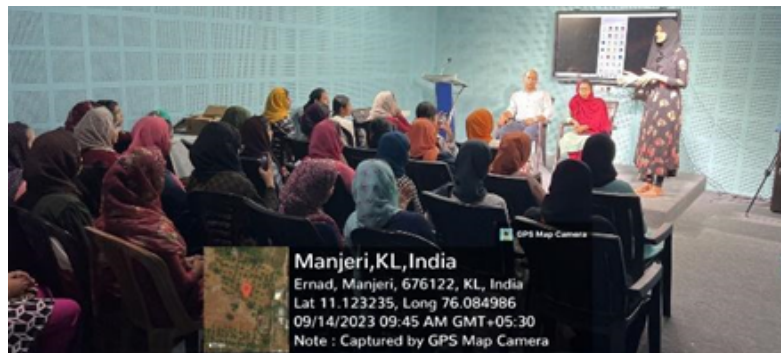 GPS Map Camera
Manjeri,KL,India
Ernad, Manjeri, 676122, KL, India
Lat 11.123235, Long 76.084986
09/14/2023 09:45 AM GMT+05:30
Note : Captured by GPS Map Camera